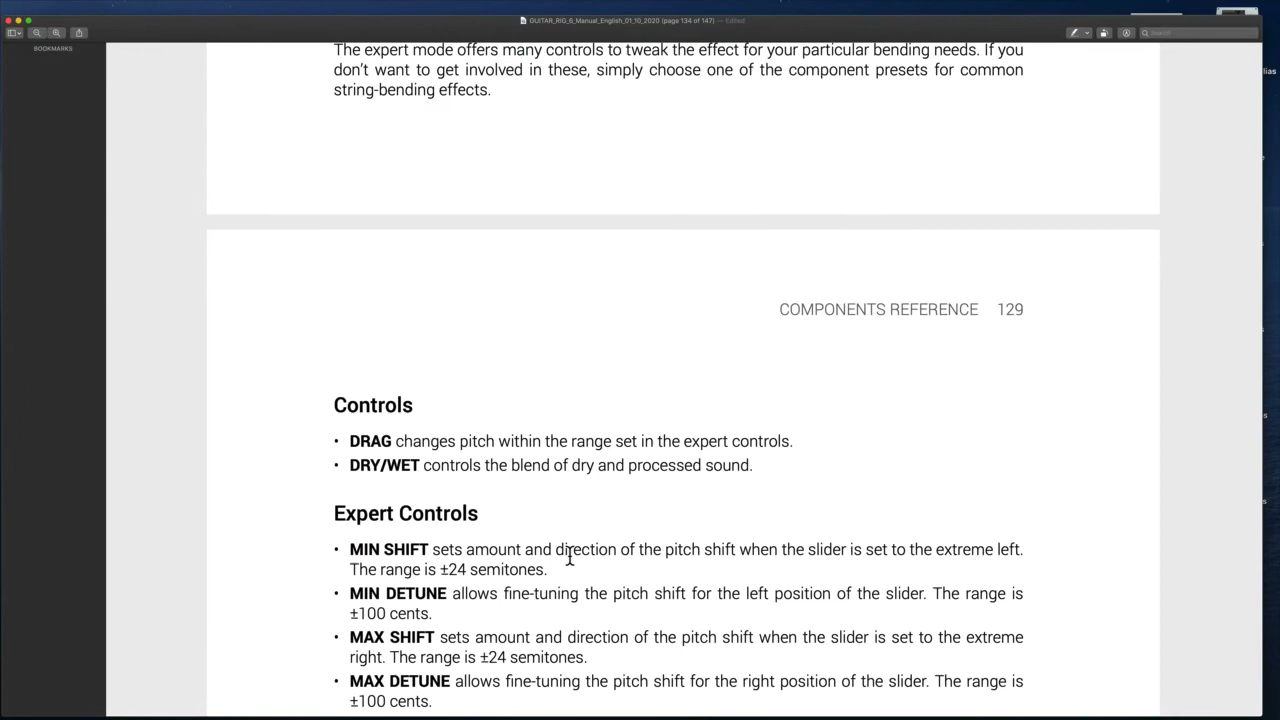 GUITAR_RIG_6_Manual_English_01_10_2020 (page 134 of 147) — Edited
Search
BOOKMARKS
The expert mode offers many controls to tweak the effect for your particular bending needs. If you
don't want to get involved in these, simply choose one of the component presets for common
string-bending effects.
COMPONENTS REFERENCE 129
Controls
• DRAG changes pitch within the range set in the expert controls.
• DRY/WET controls the blend of dry and processed sound.
Expert Controls
• MIN SHIFT sets amount and direction of the pitch shift when the slider is set to the extreme left.
The range is ±24 semitones.
• MIN DETUNE allows fine-tuning the pitch shift for the left position of the slider. The range is
±100 cents.
• MAX SHIFT sets amount and direction of the pitch shift when the slider is set to the extreme
right. The range is ±24 semitones.
• MAX DETUNE allows fine-tuning the pitch shift for the right position of the slider. The range is
±100 cents.